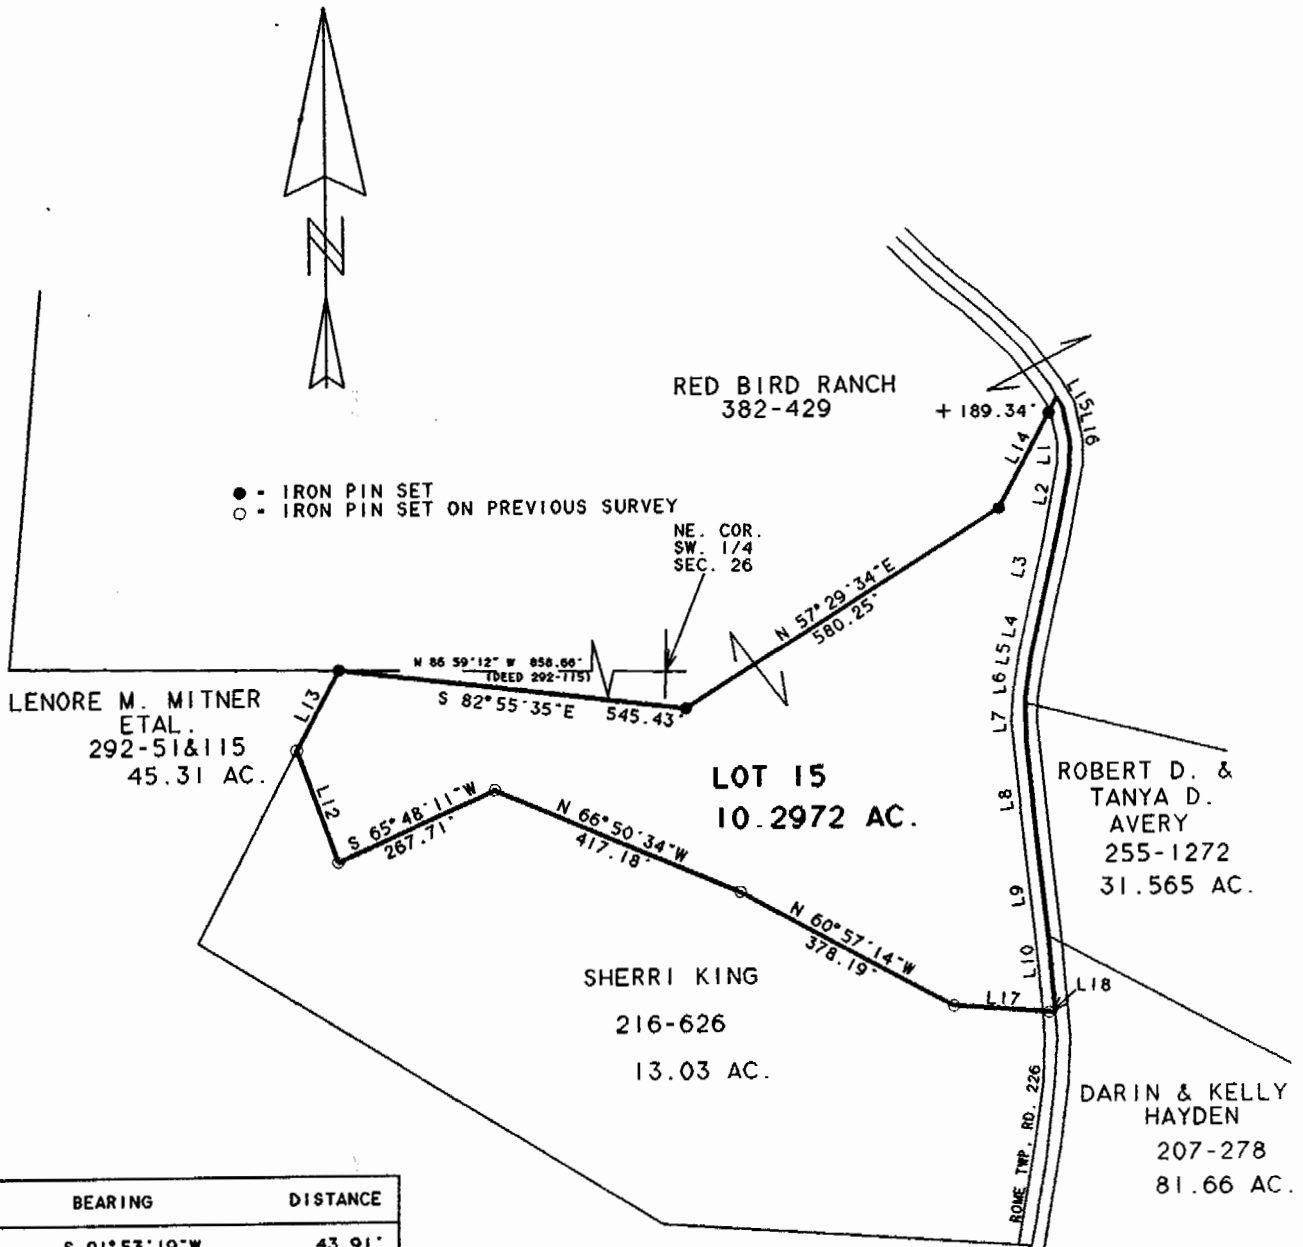 N
RED BIRD RANCH
382-429
+ 189.34'
L15
L16
L14
L1
L2
● - IRON PIN SET
○ - IRON PIN SET ON PREVIOUS SURVEY
NE. COR.
SW. 1/4
SEC. 26
L3
N 57°29'34"E
580.25'
L4
L5
L6
L7
N 86 59'12" W 858.66'
(DEED 292-115)
S 82°55'35"E 545.43'
LENORE M. MITNER
ETAL.
292-51&115
45.31 AC.
L13
L12
S 65°48'11"W
267.71'
N 66°50'34"W
417.18'
LOT 15
10.2972 AC.
L8
ROBERT D. &
TANYA D.
AVERY
255-1272
31.565 AC.
L9
N 60°57'14"W
378.19'
L10
L17
L18
SHERRI KING
216-626
13.03 AC.
ROME TWP. RD. 226
DARIN & KELLY
HAYDEN
207-278
81.66 AC.
BEARING DISTANCE
S 01°53'19"W 43.91'